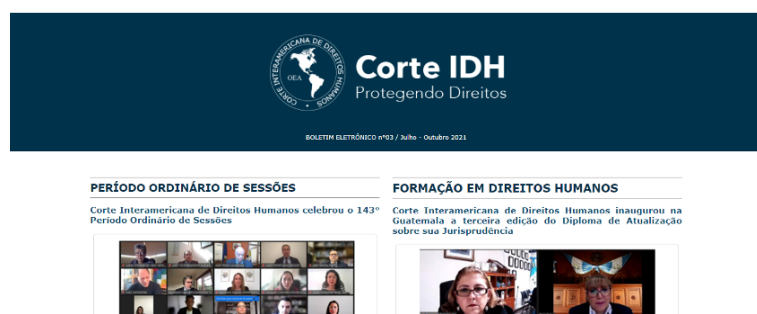 CORTE INTERAMERICANA DE DIREITOS HUMANOS
OEA
Corte IDH
Protegendo Direitos
BOLETIM ELETRÔNICO nº03 / Julho - Outubro 2021
PERÍODO ORDINÁRIO DE SESSÕES
Corte Interamericana de Direitos Humanos celebrou o 143º
Período Ordinário de Sessões
FORMAÇÃO EM DIREITOS HUMANOS
Corte Interamericana de Direitos Humanos inaugurou na
Guatemala a terceira edição do Diploma de Atualização
sobre sua Jurisprudência